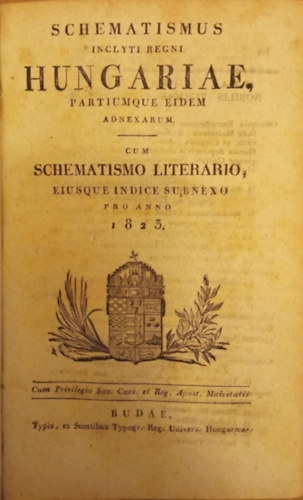 SCHEMATISMUS
INCLYTI REGNI
HUNGARIAE,
PARTIUMQUE EIDEM
ADNEXARUM.
CUM
SCHEMATISMO LITERARIO,
EIUSQUE INDICE SUBNEXO
PRO ANNO
1823.
Cum Privilegio Sac. Caes. et Reg. Apost. Maiestatis
BUDAE,
Typis, et Sumtibus Typogr. Reg. Univers. Hungaricae.